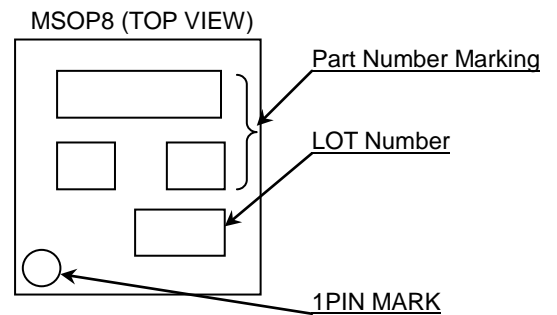 MSOP8 (TOP VIEW)
Part Number Marking
LOT Number
1PIN MARK